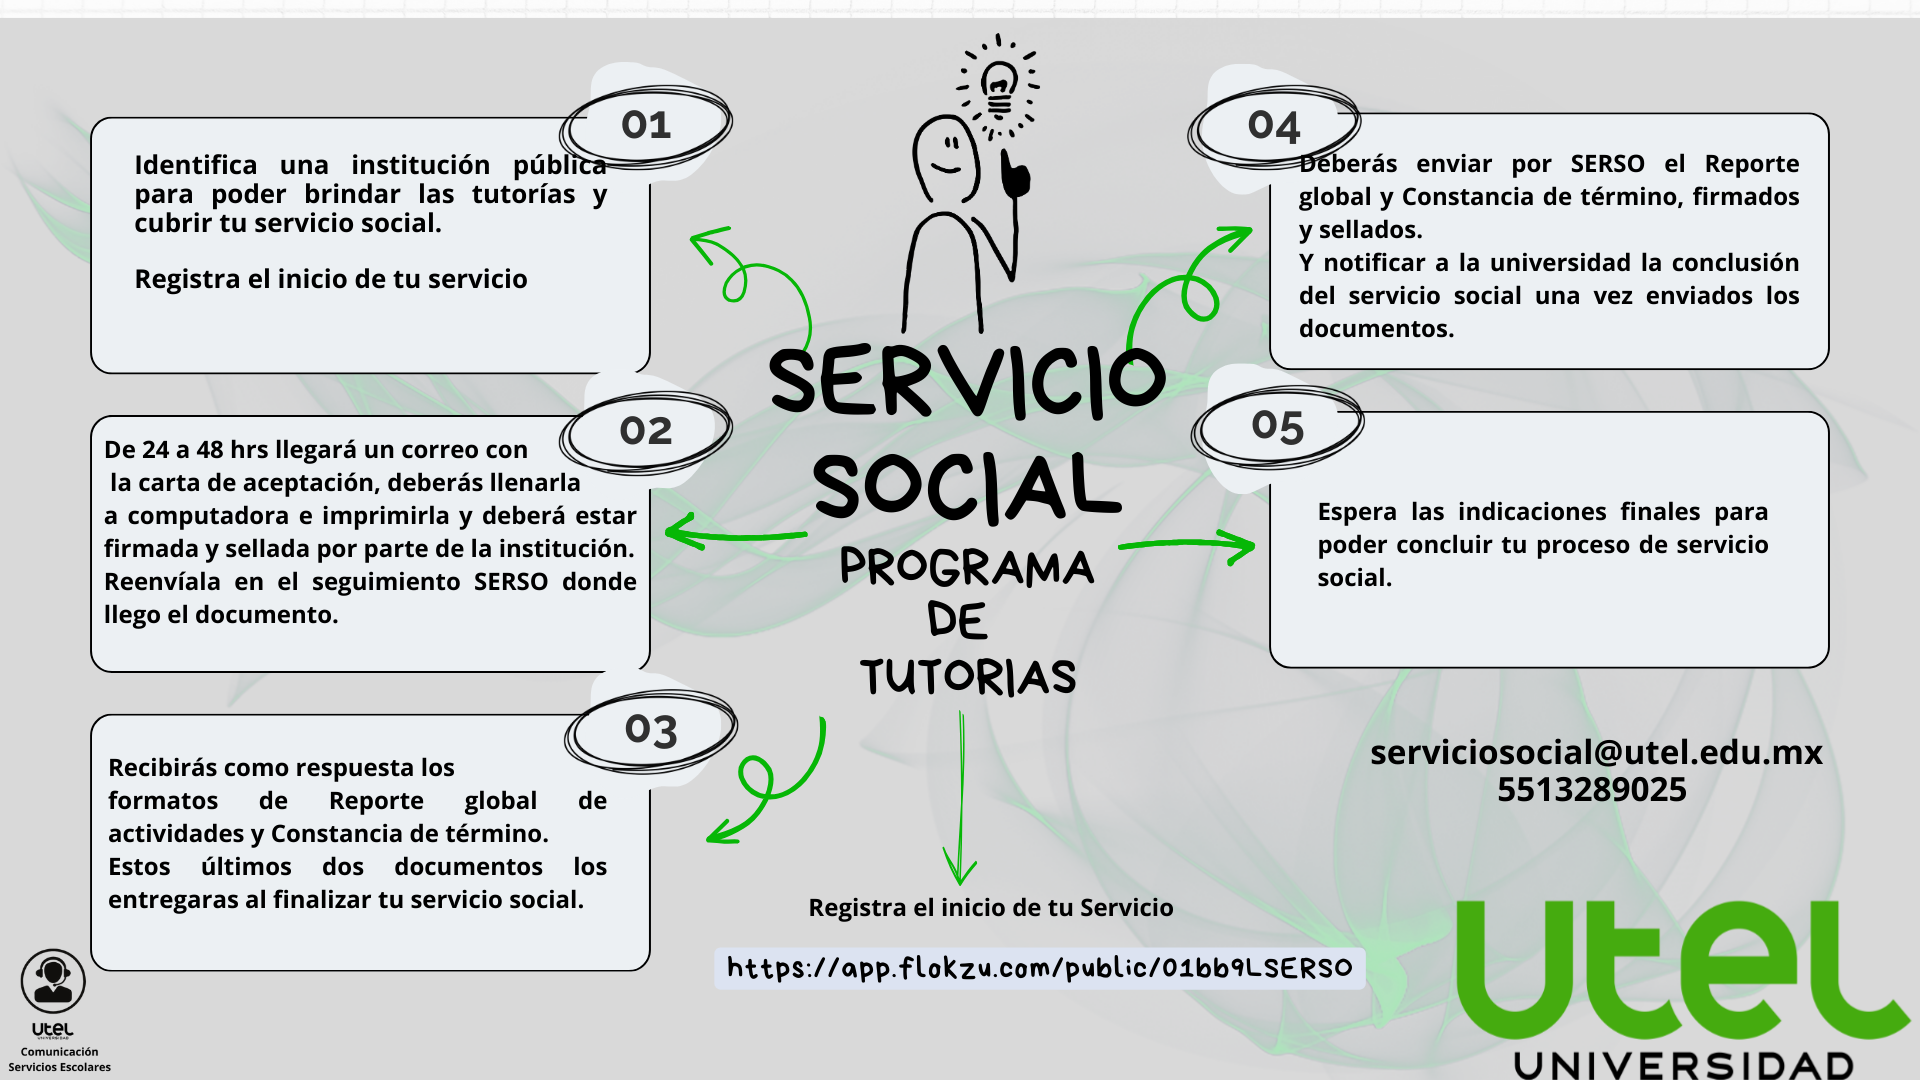 01
Identifica una institución pública
para poder brindar las tutorías y
cubrir tu servicio social.
Registra el inicio de tu servicio
02
De 24 a 48 hrs llegará un correo con
la carta de aceptación, deberás llenarla
a computadora e imprimirla y deberá estar
firmada y sellada por parte de la institución.
Reenvíala en el seguimiento SERSO donde
llego el documento.
03
Recibirás como respuesta los
formatos de Reporte global de
actividades y Constancia de término.
Estos últimos dos documentos los
entregaras al finalizar tu servicio social.
SERVICIO
SOCIAL
PROGRAMA
DE
TUTORIAS
Registra el inicio de tu Servicio
https://app.flokzu.com/public/01bb9LSERSO
04
Deberás enviar por SERSO el Reporte
global y Constancia de término, firmados
y sellados.
Y notificar a la universidad la conclusión
del servicio social una vez enviados los
documentos.
05
Espera las indicaciones finales para
poder concluir tu proceso de servicio
social.
serviciosocial@utel.edu.mx
5513289025
utel
UNIVERSIDAD
utel
UNIVERSIDAD
Comunicación
Servicios Escolares